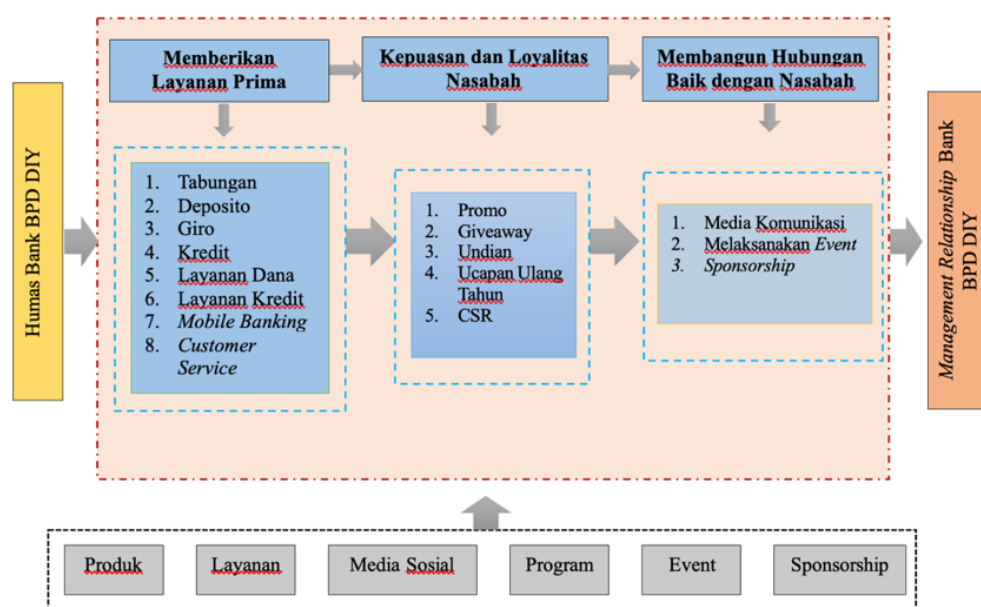 Humas Bank BPD DIY
Memberikan
Layanan Prima
Kepuasan dan Loyalitas
Nasabah
Membangun Hubungan
Baik dengan Nasabah
1. Tabungan
2. Deposito
3. Giro
4. Kredit
5. Layanan Dana
6. Layanan Kredit
7. Mobile Banking
8. Customer
Service
1. Promo
2. Giveaway
3. Undian
4. Ucapan Ulang
Tahun
5. CSR
1. Media Komunikasi
2. Melaksanakan Event
3. Sponsorship
Management Relationship Bank
BPD DIY
Produk
Layanan
Media Sosial
Program
Event
Sponsorship